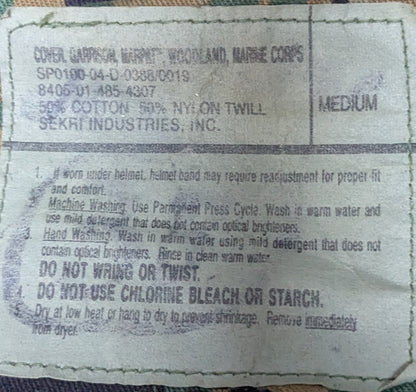 COVER, GARRISON, MARPAT™, WOODLAND, MARINE CORPS
SPO100-04-D-0388/0019
8405-01-485-4307
50% COTTON 50% NYLON TWILL
SEKRI INDUSTRIES, INC.
MEDIUM
1. If worn under helmet, helmet band may require readjustment for proper fit
and comfort.
Machine Washing. Use Permanent Press Cycle. Wash in warm water and
use mild detergent that does not contain optical brighteners.
3. Hand Washing. Wash in warm water using mild detergent that does not
contain optical brighteners. Rinse in clean warm water.
DO NOT WRING OR TWIST.
4. DO NOT USE CHLORINE BLEACH OR STARCH.
5. Dry at low heat or hang to dry to prevent shrinkage. Remove immediately
from dryer.